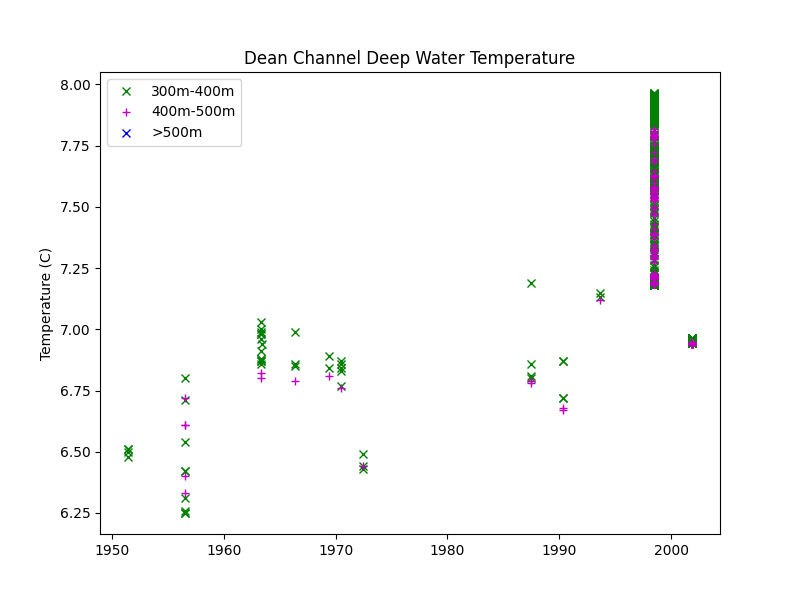 Dean Channel Deep Water Temperature
300m-400m
400m-500m
>500m
Temperature (C)
8.00
7.75
7.50
7.25
7.00
6.75
6.50
6.25
1950 1960 1970 1980 1990 2000